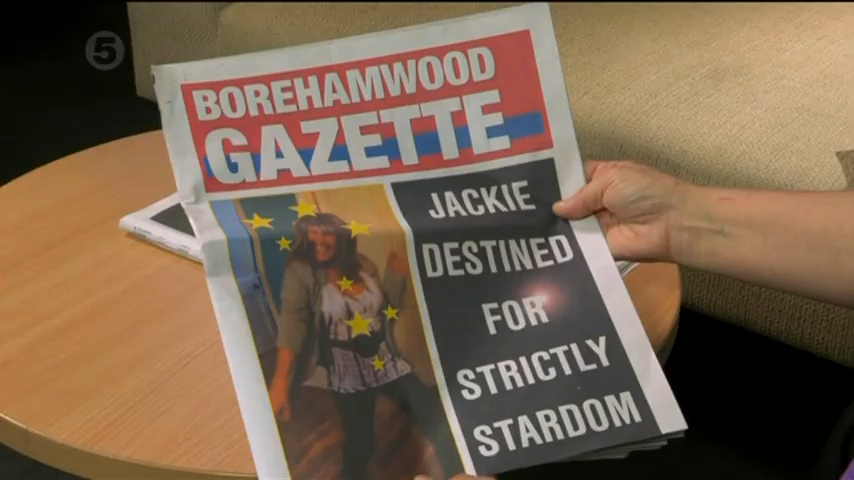 5
BOREHAMWOOD
GAZETTE
JACKIE
DESTINED
FOR
STRICTLY
STARDOM